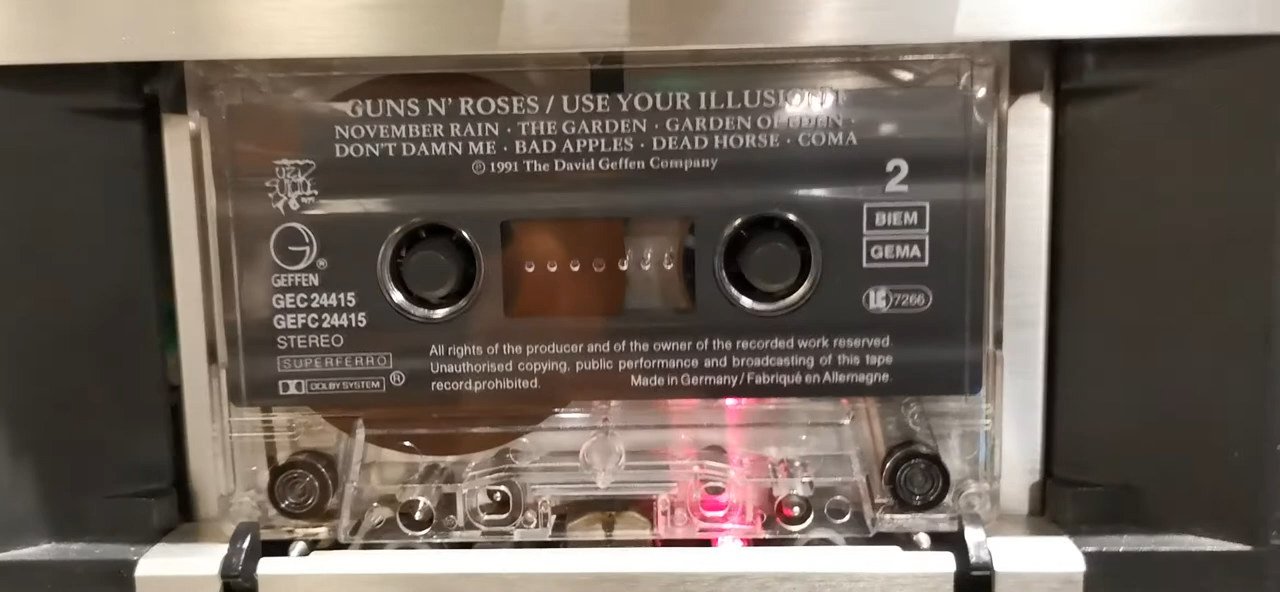 GUNS N' ROSES / USE YOUR ILLUSION I
NOVEMBER RAIN · THE GARDEN · GARDEN OF EDEN ·
DON'T DAMN ME · BAD APPLES · DEAD HORSE · COMA
℗ 1991 The David Geffen Company
2
BIEM
GEMA
GEFFEN ®
GEC 24415
GEFC 24415
STEREO
SUPERFERRO
DOLBY SYSTEM ®
LC 7266
All rights of the producer and of the owner of the recorded work reserved.
Unauthorised copying, public performance and broadcasting of this tape
record.prohibited.
Made in Germany / Fabriqué en Allemagne.